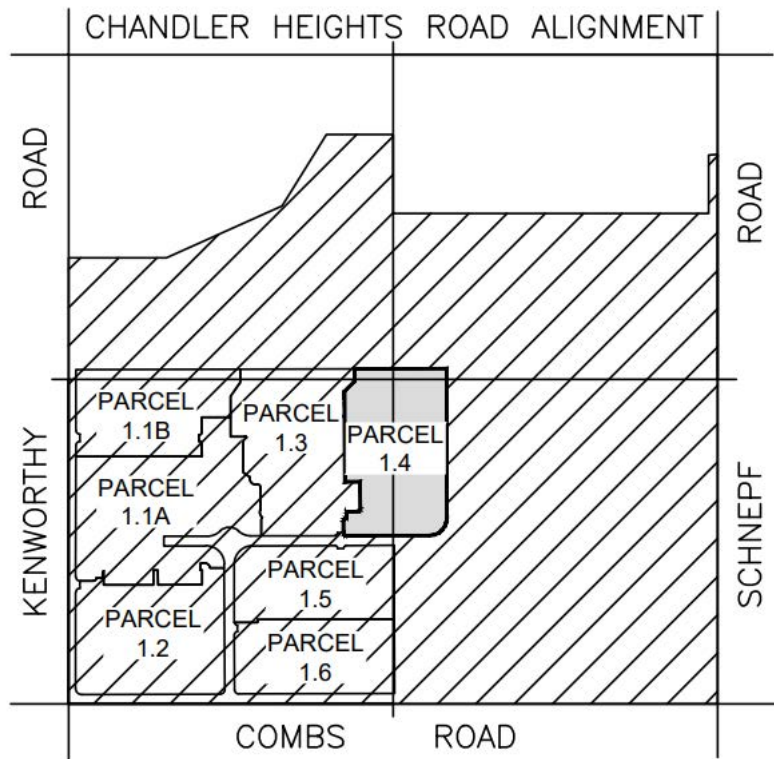 CHANDLER HEIGHTS ROAD ALIGNMENT
ROAD
ROAD
PARCEL
1.1B
PARCEL
1.3
PARCEL
1.4
PARCEL
1.1A
KENWORTHY
SCHNEPF
PARCEL
1.5
PARCEL
1.2
PARCEL
1.6
COMBS ROAD